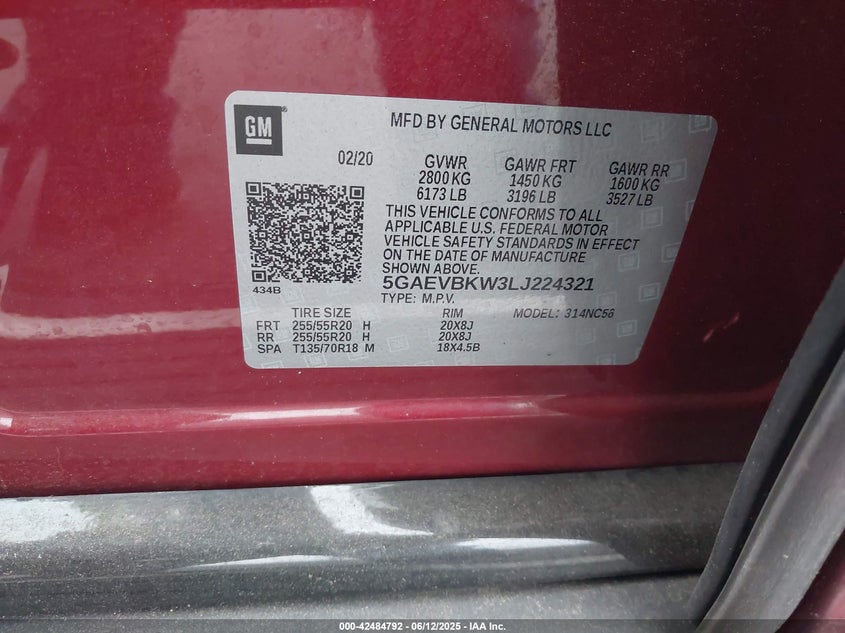 GM
MFD BY GENERAL MOTORS LLC
02/20 GVWR GAWR FRT GAWR RR
2800 KG 1450 KG 1600 KG
6173 LB 3196 LB 3527 LB
THIS VEHICLE CONFORMS TO ALL
APPLICABLE U.S. FEDERAL MOTOR
VEHICLE SAFETY STANDARDS IN EFFECT
ON THE DATE OF MANUFACTURE
SHOWN ABOVE.
434B
5GAEVBKW3LJ224321
TYPE: M.P.V.
TIRE SIZE RIM MODEL: 314NC56
FRT 255/55R20 H 20X8J
RR 255/55R20 H 20X8J
SPA T135/70R18 M 18X4.5B
000-42484792 - 06/12/2025 - IAA Inc.